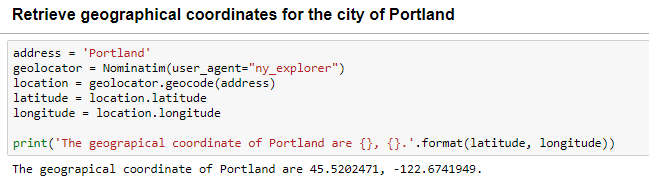 Retrieve geographical coordinates for the city of Portland
address = 'Portland'
geolocator = Nominatim(user_agent="ny_explorer")
location = geolocator.geocode(address)
latitude = location.latitude
longitude = location.longitude
print('The geograpical coordinate of Portland are {}, {}.'.format(latitude, longitude))
The geograpical coordinate of Portland are 45.5202471, -122.6741949.